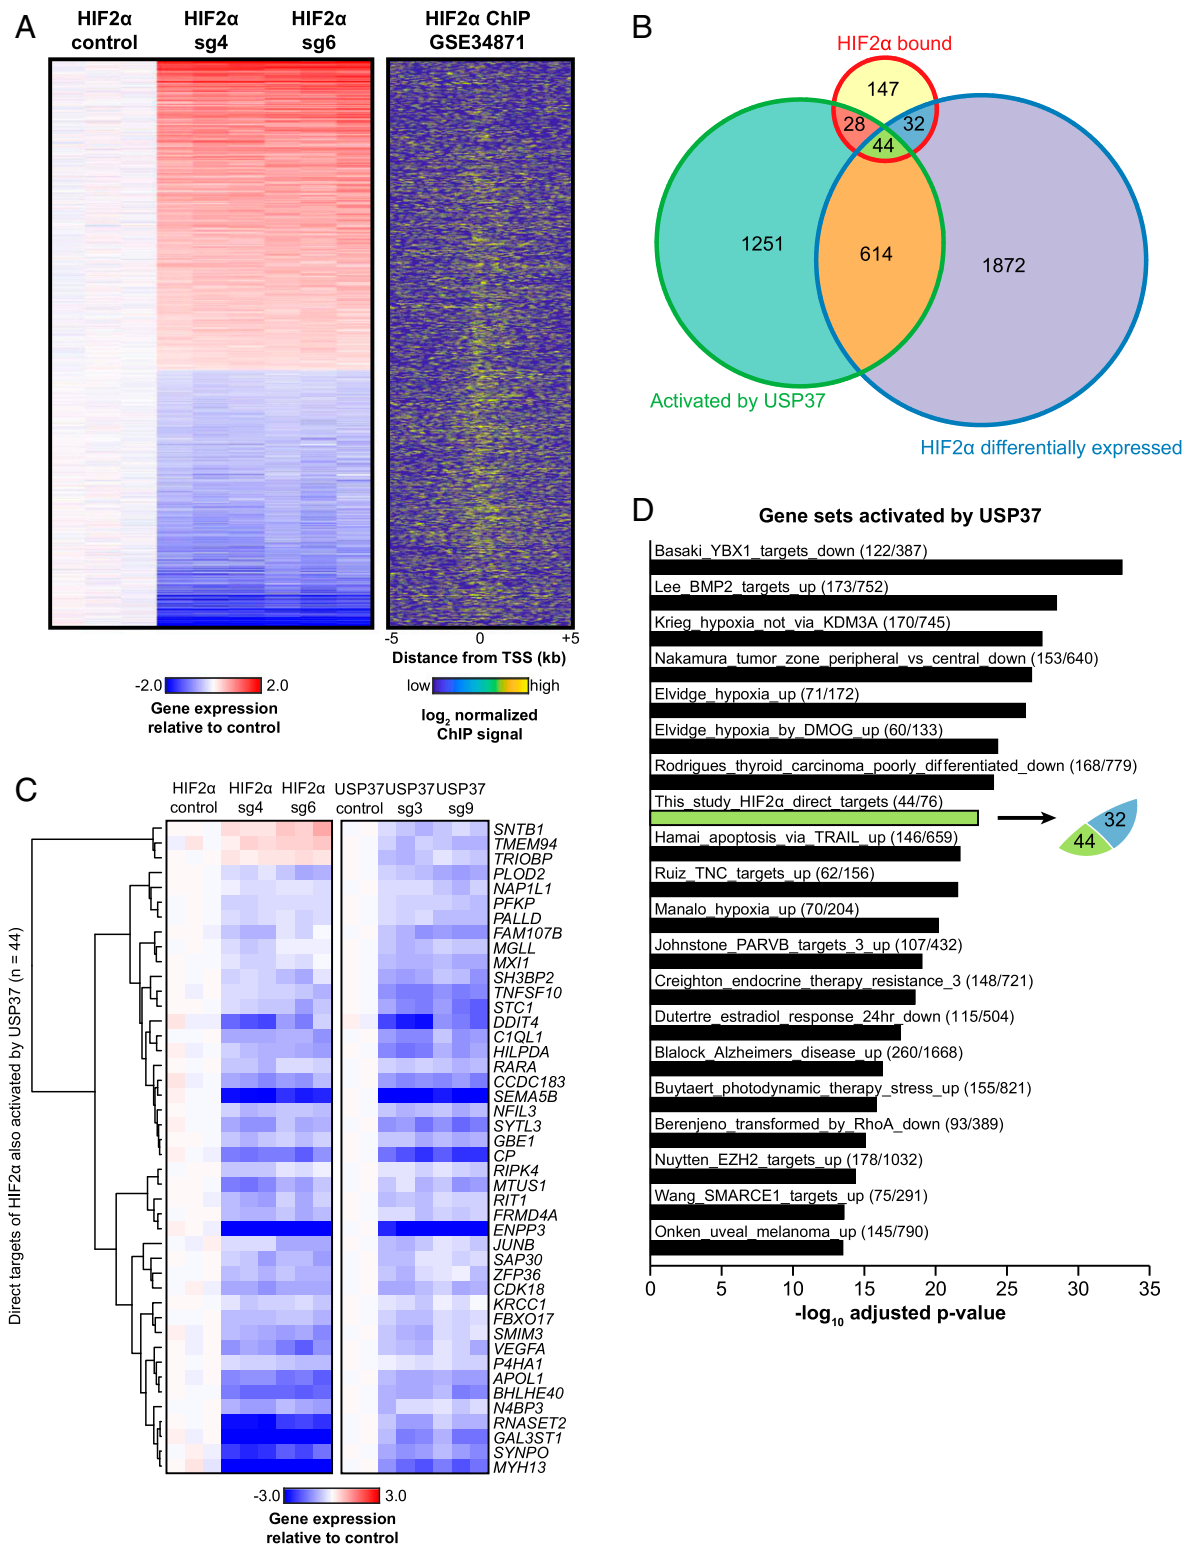 A
HIF2α control
HIF2α sg4
HIF2α sg6
HIF2α ChIP
GSE34871
-5 0 +5
Distance from TSS (kb)
-2.0 2.0
Gene expression
relative to control
low high
log2 normalized
ChIP signal
B
HIF2α bound
147
28
32
44
1251
614
1872
Activated by USP37
HIF2α differentially expressed
C
HIF2α control
HIF2α sg4
HIF2α sg6
USP37 control
USP37 sg3
USP37 sg9
Direct targets of HIF2α also activated by USP37 (n = 44)
SNTB1
TMEM94
TRIOBP
PLOD2
NAP1L1
PFKP
PALLD
FAM107B
MGLL
MXI1
SH3BP2
TNFSF10
STC1
DDIT4
C1QL1
HILPDA
RARA
CCDC183
SEMA5B
NFIL3
SYTL3
GBE1
CP
RIPK4
MTUS1
RIT1
FRMD4A
ENPP3
JUNB
SAP30
ZFP36
CDK18
KRCC1
FBXO17
SMIM3
VEGFA
P4HA1
APOL1
BHLHE40
N4BP3
RNASET2
GAL3ST1
SYNPO
MYH13
-3.0 3.0
Gene expression
relative to control
D
Gene sets activated by USP37
Basaki_YBX1_targets_down (122/387)
Lee_BMP2_targets_up (173/752)
Krieg_hypoxia_not_via_KDM3A (170/745)
Nakamura_tumor_zone_peripheral_vs_central_down (153/640)
Elvidge_hypoxia_up (71/172)
Elvidge_hypoxia_by_DMOG_up (60/133)
Rodrigues_thyroid_carcinoma_poorly_differentiated_down (168/779)
This_study_HIF2α_direct_targets (44/76)
44
32
Hamai_apoptosis_via_TRAIL_up (146/659)
Ruiz_TNC_targets_up (62/156)
Manalo_hypoxia_up (70/204)
Johnstone_PARVB_targets_3_up (107/432)
Creighton_endocrine_therapy_resistance_3 (148/721)
Dutertre_estradiol_response_24hr_down (115/504)
Blalock_Alzheimers_disease_up (260/1668)
Buytaert_photodynamic_therapy_stress_up (155/821)
Berenjeno_transformed_by_RhoA_down (93/389)
Nuytten_EZH2_targets_up (178/1032)
Wang_SMARCE1_targets_up (75/291)
Onken_uveal_melanoma_up (145/790)
0 5 10 15 20 25 30 35
-log10 adjusted p-value